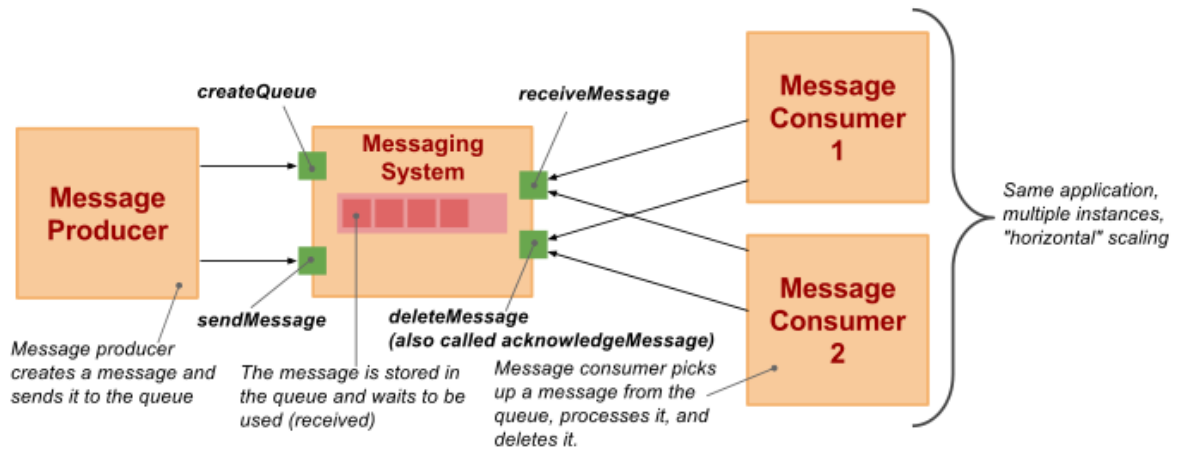 createQueue
receiveMessage
Message
Producer
Messaging
System
Message
Consumer
1
Same application,
multiple instances,
"horizontal" scaling
sendMessage
deleteMessage
(also called acknowledgeMessage)
Message
Consumer
2
Message producer
creates a message and
sends it to the queue
The message is stored in
the queue and waits to be
used (received)
Message consumer picks
up a message from the
queue, processes it, and
deletes it.